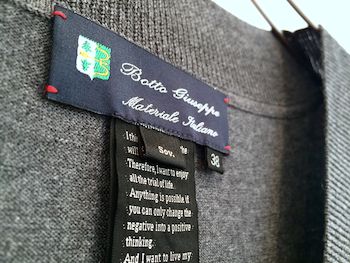 Botto Giuseppe
Materiale Italiano
38
Sov.
Therefore, I want to enjoy
all the trial of life.
Anything is possible if
you can only change the
negative into a positive
thinking.
And I want to live my